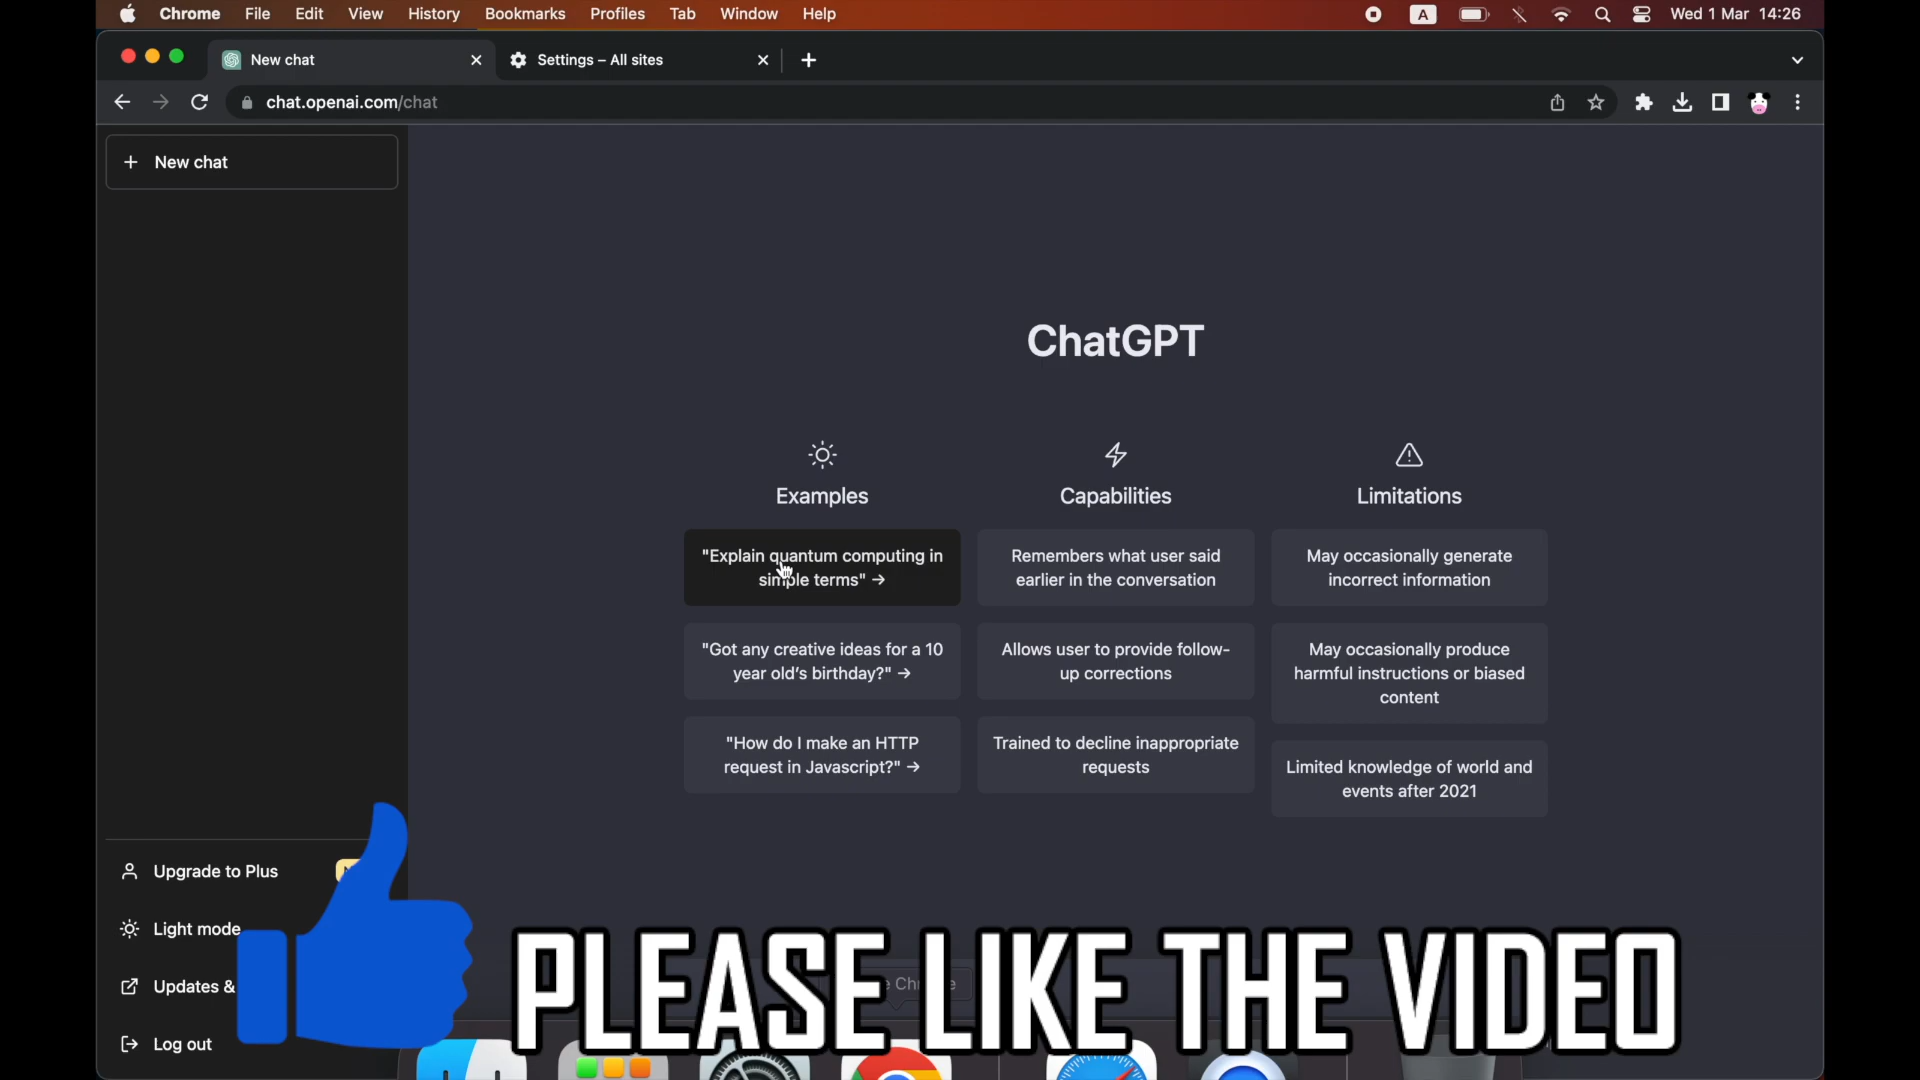 Chrome File Edit View History Bookmarks Profiles Tab Window Help A Wed 1 Mar 14:26
New chat Settings – All sites
chat.openai.com/chat
New chat
ChatGPT
Examples Capabilities Limitations
"Explain quantum computing in
simple terms" →
Remembers what user said
earlier in the conversation
May occasionally generate
incorrect information
"Got any creative ideas for a 10
year old's birthday?" →
Allows user to provide follow-
up corrections
May occasionally produce
harmful instructions or biased
content
"How do I make an HTTP
request in Javascript?" →
Trained to decline inappropriate
requests
Limited knowledge of world and
events after 2021
Upgrade to Plus
Light mode
Updates &
Log out
PLEASE LIKE THE VIDEO